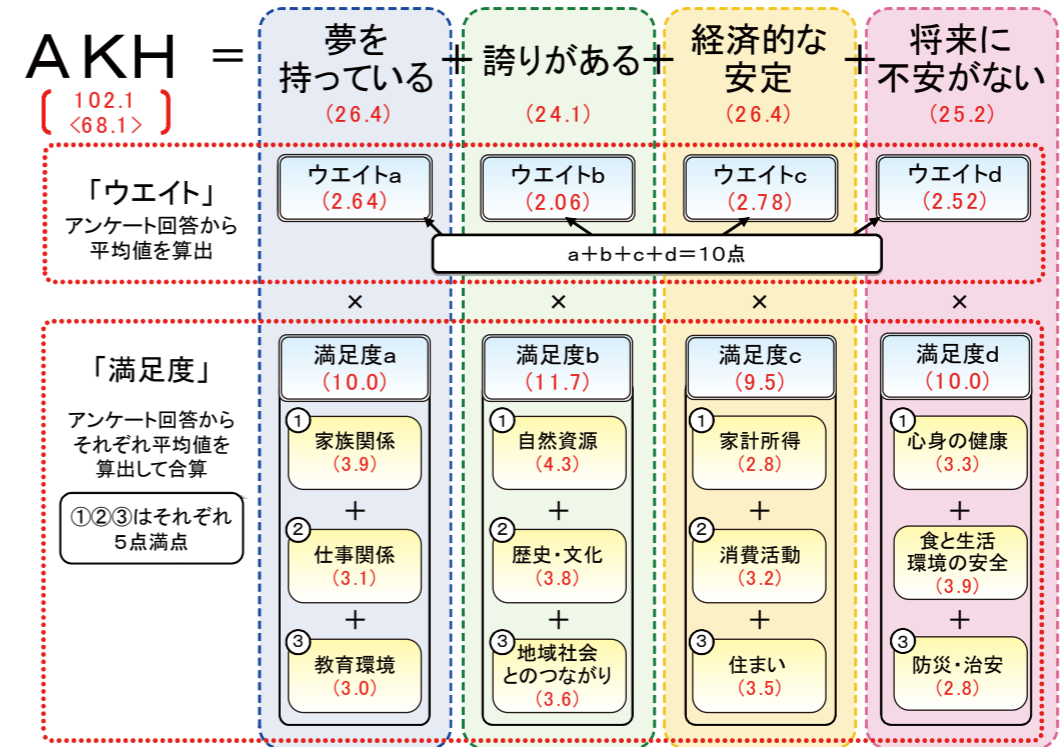 AKH
=
夢を
持っている
(26.4)
+
誇りがある
(24.1)
+
経済的な
安定
(26.4)
+
将来に
不安がない
(25.2)
102.1
<68.1>
「ウエイト」
アンケート回答から
平均値を算出
ウエイトa
(2.64)
ウエイトb
(2.06)
ウエイトc
(2.78)
ウエイトd
(2.52)
a+b+c+d=10点
× × × ×
「満足度」
アンケート回答から
それぞれ平均値を
算出して合算
①②③はそれぞれ
5点満点
満足度a
(10.0)
① 家族関係
(3.9)
+
② 仕事関係
(3.1)
+
③ 教育環境
(3.0)
満足度b
(11.7)
① 自然資源
(4.3)
+
② 歴史・文化
(3.8)
+
③ 地域社会
とのつながり
(3.6)
満足度c
(9.5)
① 家計所得
(2.8)
+
② 消費活動
(3.2)
+
③ 住まい
(3.5)
満足度d
(10.0)
① 心身の健康
(3.3)
+
食と生活
環境の安全
(3.9)
+
③ 防災・治安
(2.8)